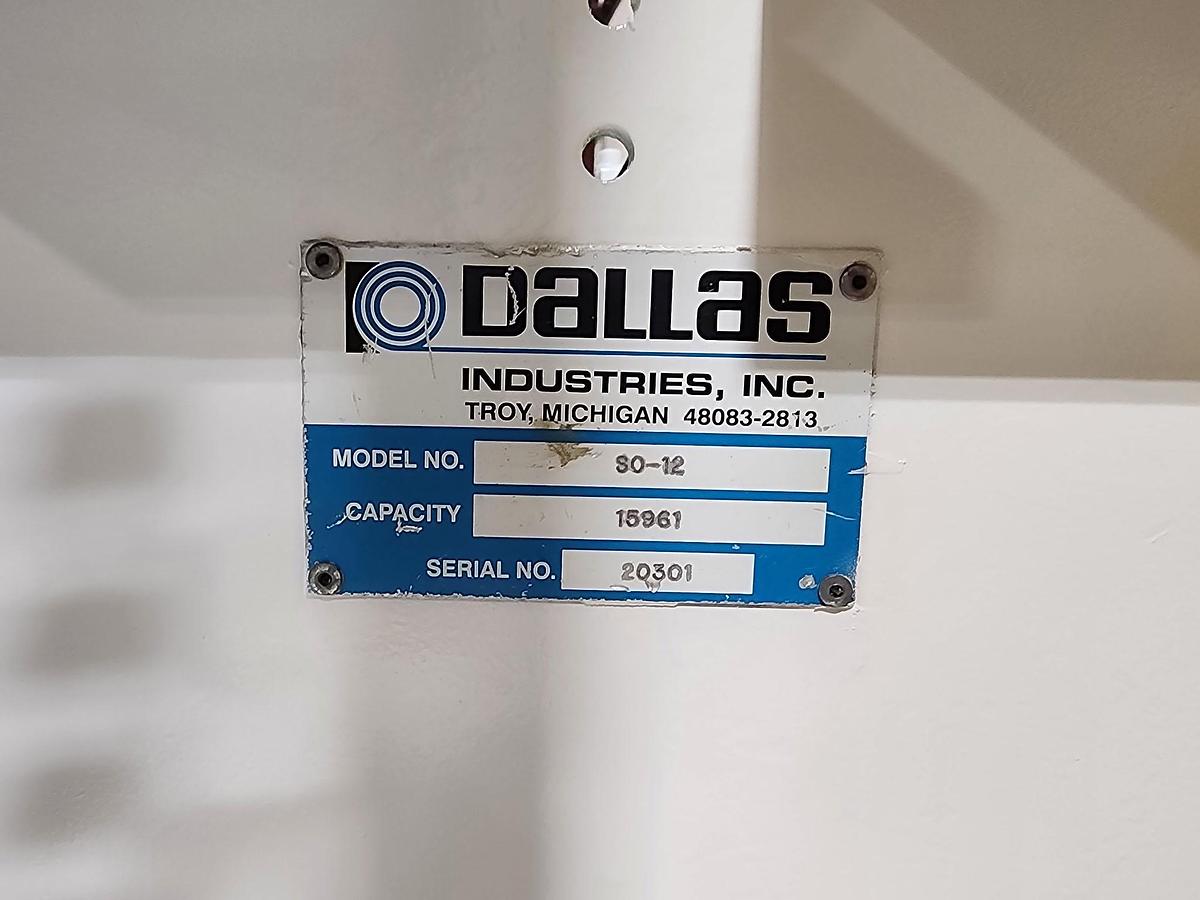 Dallas
INDUSTRIES, INC.
TROY, MICHIGAN 48083-2813
MODEL NO. SO-12
CAPACITY 15961
SERIAL NO. 20301